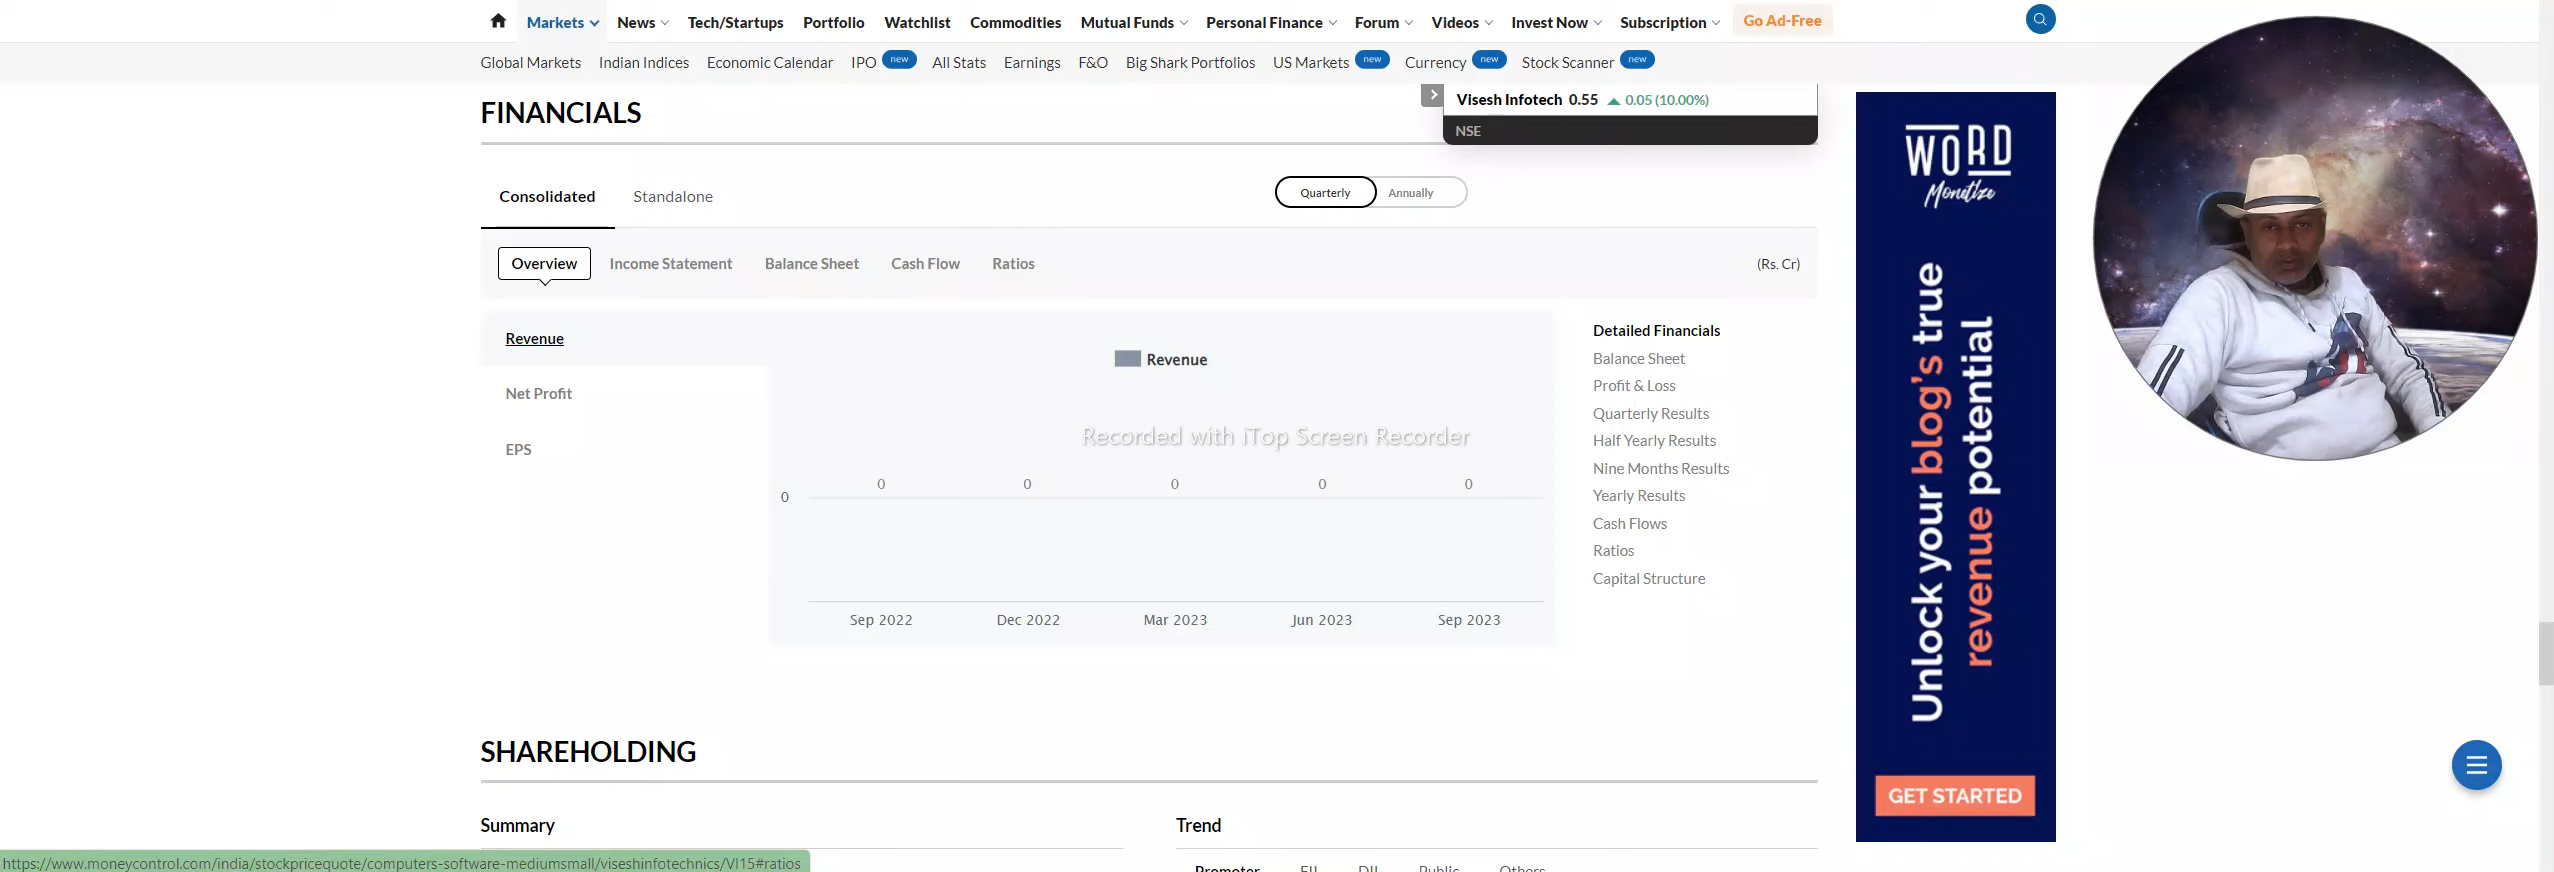 Markets News Tech/Startups Portfolio Watchlist Commodities Mutual Funds Personal Finance Forum Videos Invest Now Subscription Go Ad-Free
Global Markets Indian Indices Economic Calendar IPO new All Stats Earnings F&O Big Shark Portfolios US Markets new Currency new Stock Scanner new
FINANCIALS
Visesh Infotech 0.55 0.05 (10.00%)
NSE
Consolidated Standalone
Quarterly Annually
Overview Income Statement Balance Sheet Cash Flow Ratios
(Rs. Cr)
Revenue
Net Profit
EPS
Revenue
Recorded with iTop Screen Recorder
0 0 0 0 0
0
Sep 2022 Dec 2022 Mar 2023 Jun 2023 Sep 2023
Detailed Financials
Balance Sheet
Profit & Loss
Quarterly Results
Half Yearly Results
Nine Months Results
Yearly Results
Cash Flows
Ratios
Capital Structure
SHAREHOLDING
Summary
Trend
Promoter FII DII Public Others
https://www.moneycontrol.com/india/stockpricequote/computers-software-mediumsmall/viseshinfotechnics/VI15#ratios
WORD
Monetize
Unlock your blog's true
revenue potential
GET STARTED